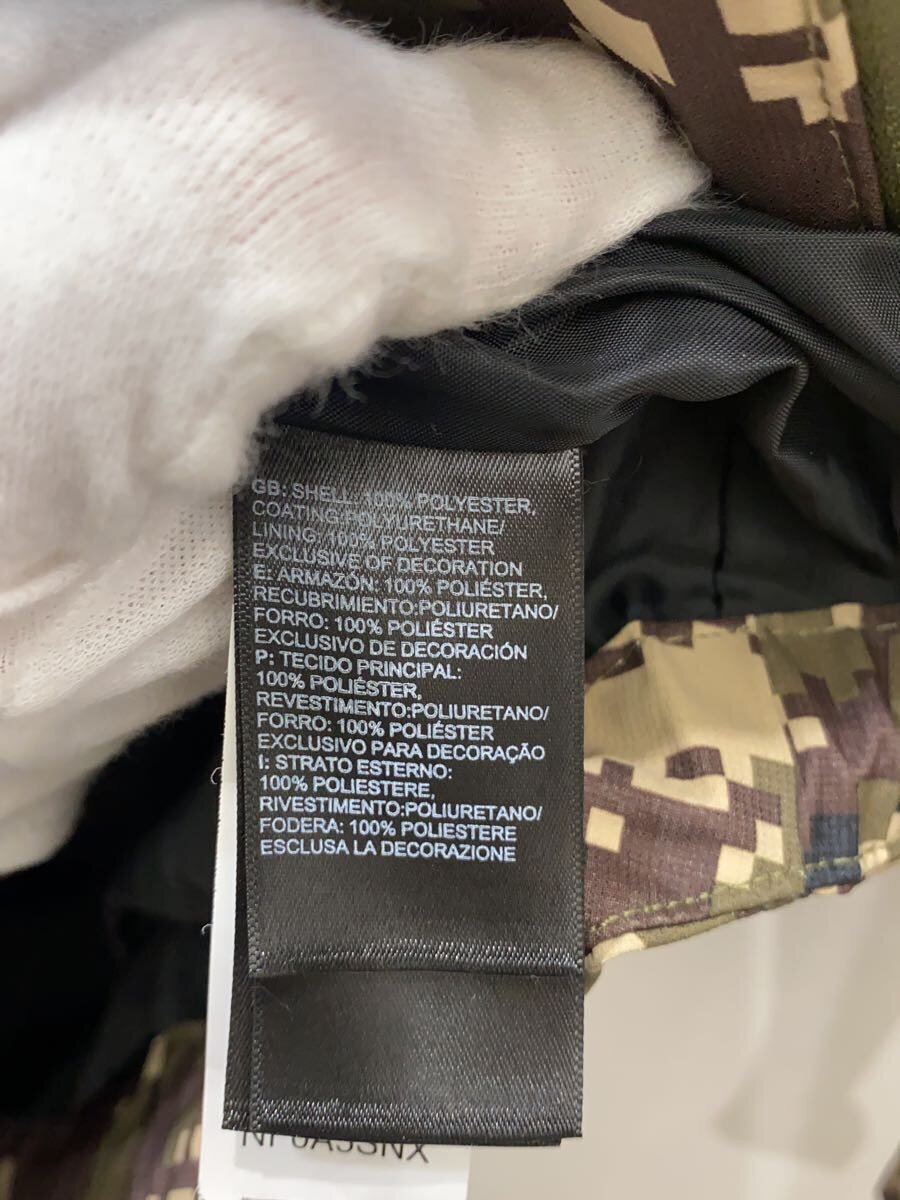 GB: SHELL: 100% POLYESTER,
COATING:POLYURETHANE/
LINING: 100% POLYESTER
EXCLUSIVE OF DECORATION
E: ARMAZÓN: 100% POLIÉSTER,
RECUBRIMIENTO:POLIURETANO/
FORRO: 100% POLIÉSTER
EXCLUSIVO DE DECORACIÓN
P: TECIDO PRINCIPAL:
100% POLIÉSTER,
REVESTIMENTO:POLIURETANO/
FORRO: 100% POLIÉSTER
EXCLUSIVO PARA DECORAÇÃO
I: STRATO ESTERNO:
100% POLIESTERE,
RIVESTIMENTO:POLIURETANO/
FODERA: 100% POLIESTERE
ESCLUSA LA DECORAZIONE